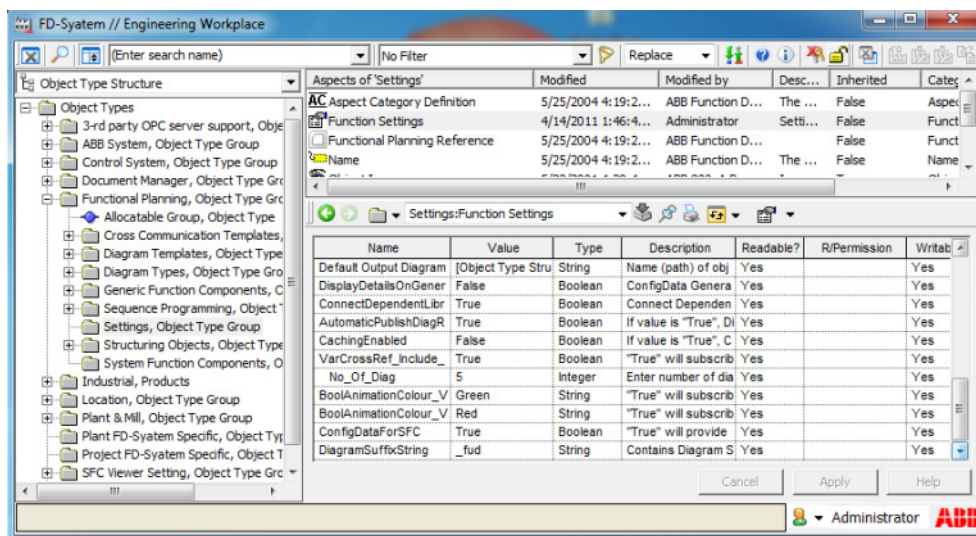 FD-Syatem // Engineering Workplace
(Enter search name)
No Filter
Replace
Object Type Structure
Object Types
3-rd party OPC server support, Obje
ABB System, Object Type Group
Control System, Object Type Group
Document Manager, Object Type Gro
Functional Planning, Object Type Gro
Allocatable Group, Object Type
Cross Communication Templates,
Diagram Templates, Object Type
Diagram Types, Object Type Gro
Generic Function Components, O
Sequence Programming, Object T
Settings, Object Type Group
Structuring Objects, Object Type
System Function Components, O
Industrial, Products
Location, Object Type Group
Plant & Mill, Object Type Group
Plant FD-Syatem Specific, Object Typ
Project FD-Syatem Specific, Object T
SFC Viewer Setting, Object Type Gro
Aspects of 'Settings' Modified Modified by Desc... Inherited Categ
AC Aspect Category Definition 5/25/2004 4:19:2... ABB Function D... The ... False Aspec
Function Settings 4/14/2011 1:46:4... Administrator Setti... False Funct
Functional Planning Reference 5/25/2004 4:19:2... ABB Function D... False Funct
Name 5/25/2004 4:19:2... ABB Function D... The ... False Name
Settings:Function Settings
Name Value Type Description Readable? R/Permission Writab
Default Output Diagram [Object Type Stru String Name (path) of obj Yes Yes
DisplayDetailsOnGener False Boolean ConfigData Genera Yes Yes
ConnectDependentLibr True Boolean Connect Dependen Yes Yes
AutomaticPublishDiagR True Boolean If value is "True", Di Yes Yes
CachingEnabled False Boolean If value is "True", C Yes Yes
VarCrossRef_Include_ True Boolean "True" will subscrib Yes Yes
No_Of_Diag 5 Integer Enter number of dia Yes Yes
BoolAnimationColour_V Green String "True" will subscrib Yes Yes
BoolAnimationColour_V Red String "True" will subscrib Yes Yes
ConfigDataForSFC True Boolean "True" will provide Yes Yes
DiagramSuffixString _fud String Contains Diagram S Yes Yes
Cancel Apply Help
Administrator ABB